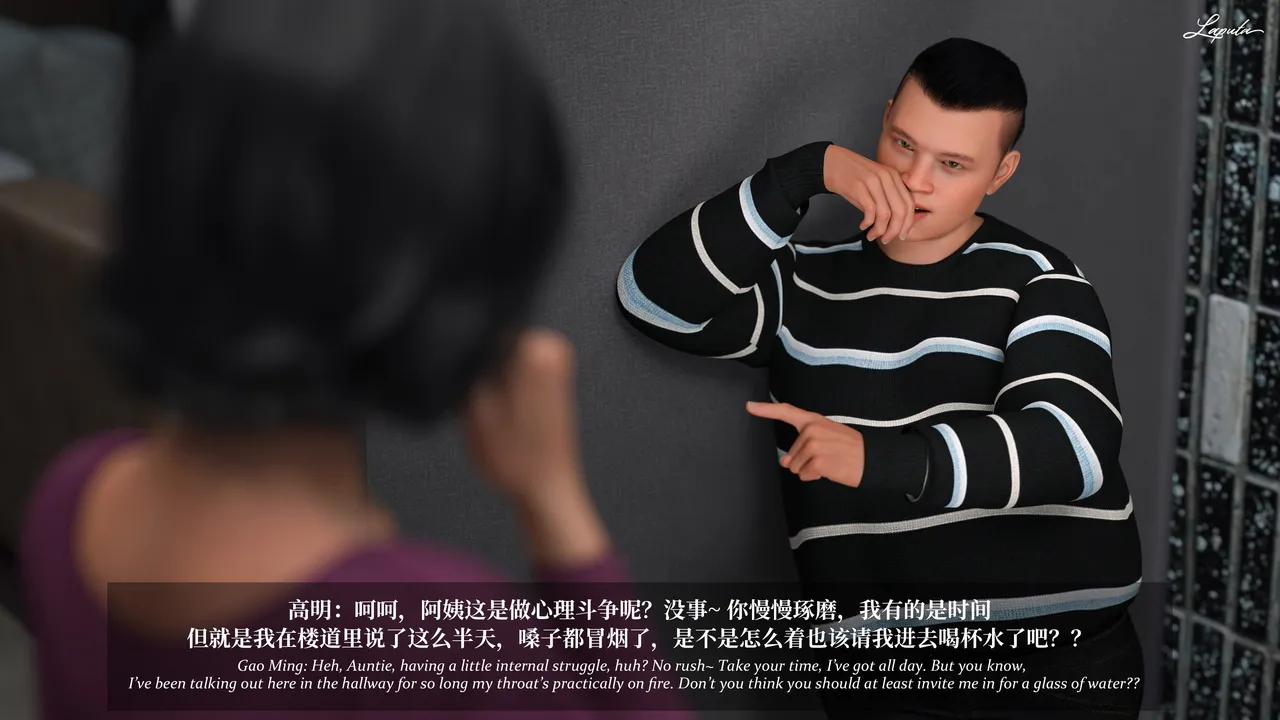 Laputa
高明：呵呵，阿姨这是做心理斗争呢？没事~ 你慢慢琢磨，我有的是时间
但就是我在楼道里说了这么半天，嗓子都冒烟了，是不是怎么着也该请我进去喝杯水了吧？？
Gao Ming: Heh, Auntie, having a little internal struggle, huh? No rush~ Take your time, I've got all day. But you know,
I've been talking out here in the hallway for so long my throat's practically on fire. Don't you think you should at least invite me in for a glass of water??